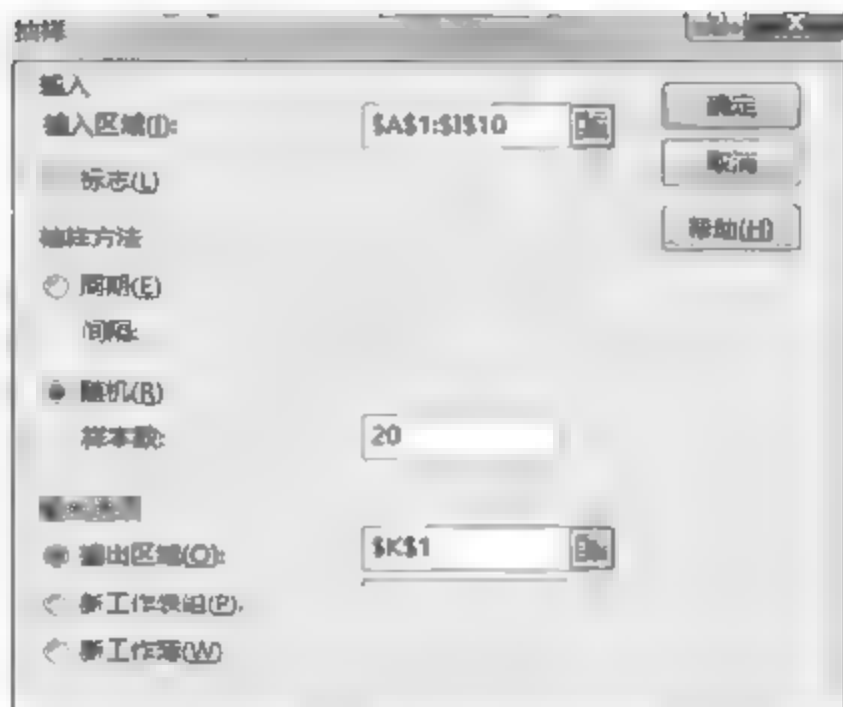 抽样
输入
输入区域(I): $A$1:$I$10
确定
标志(L)
取消
抽样方法
帮助(H)
周期(E)
间隔:
随机(R)
样本数: 20
输出区域(O): $K$1
新工作表组(P):
新工作薄(W)